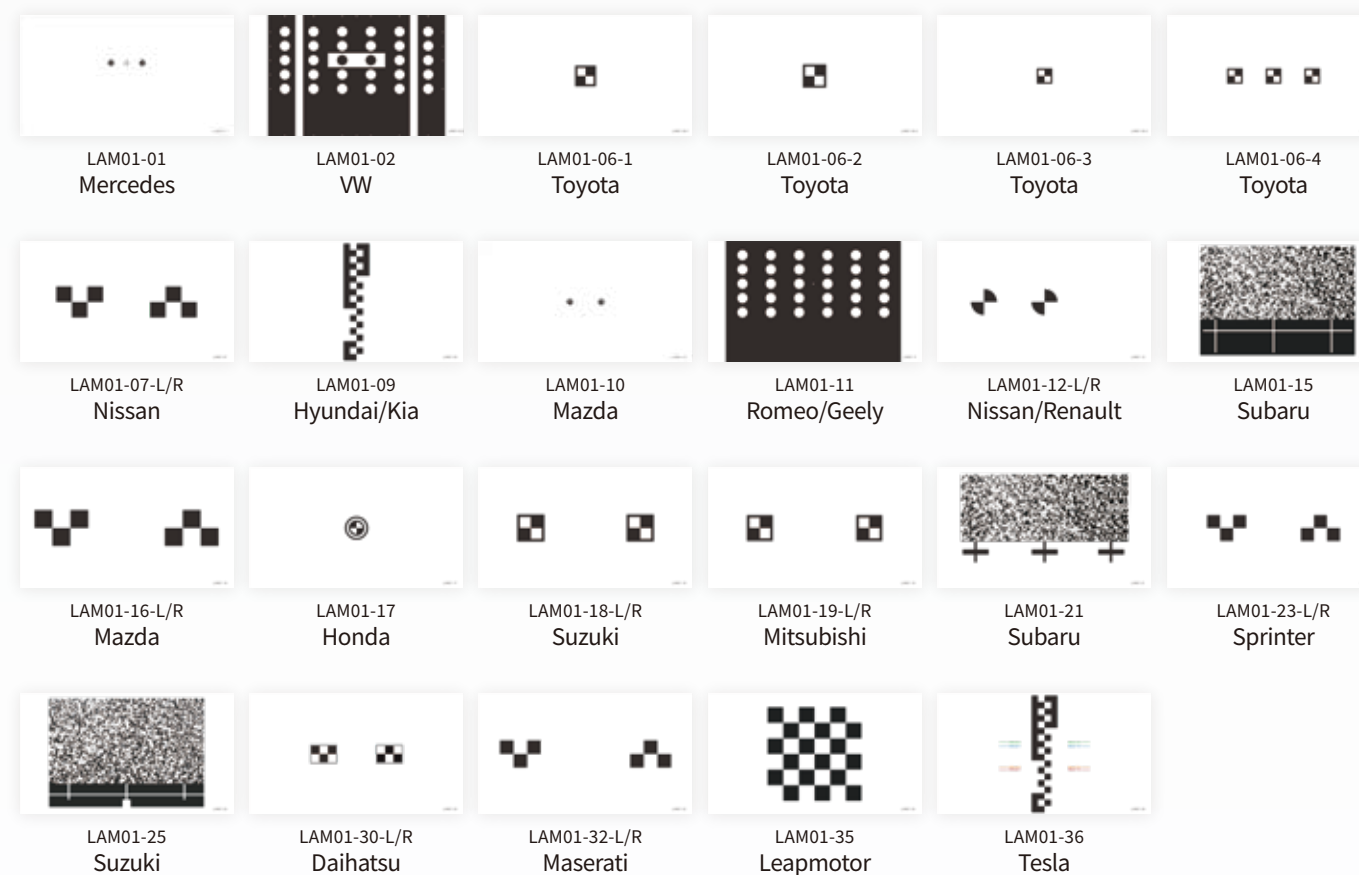 LAM01-01
Mercedes
LAM01-02
VW
LAM01-06-1
Toyota
LAM01-06-2
Toyota
LAM01-06-3
Toyota
LAM01-06-4
Toyota
LAM01-07-L/R
Nissan
LAM01-09
Hyundai/Kia
LAM01-10
Mazda
LAM01-11
Romeo/Geely
LAM01-12-L/R
Nissan/Renault
LAM01-15
Subaru
LAM01-16-L/R
Mazda
LAM01-17
Honda
LAM01-18-L/R
Suzuki
LAM01-19-L/R
Mitsubishi
LAM01-21
Subaru
LAM01-23-L/R
Sprinter
LAM01-25
Suzuki
LAM01-30-L/R
Daihatsu
LAM01-32-L/R
Maserati
LAM01-35
Leapmotor
LAM01-36
Tesla